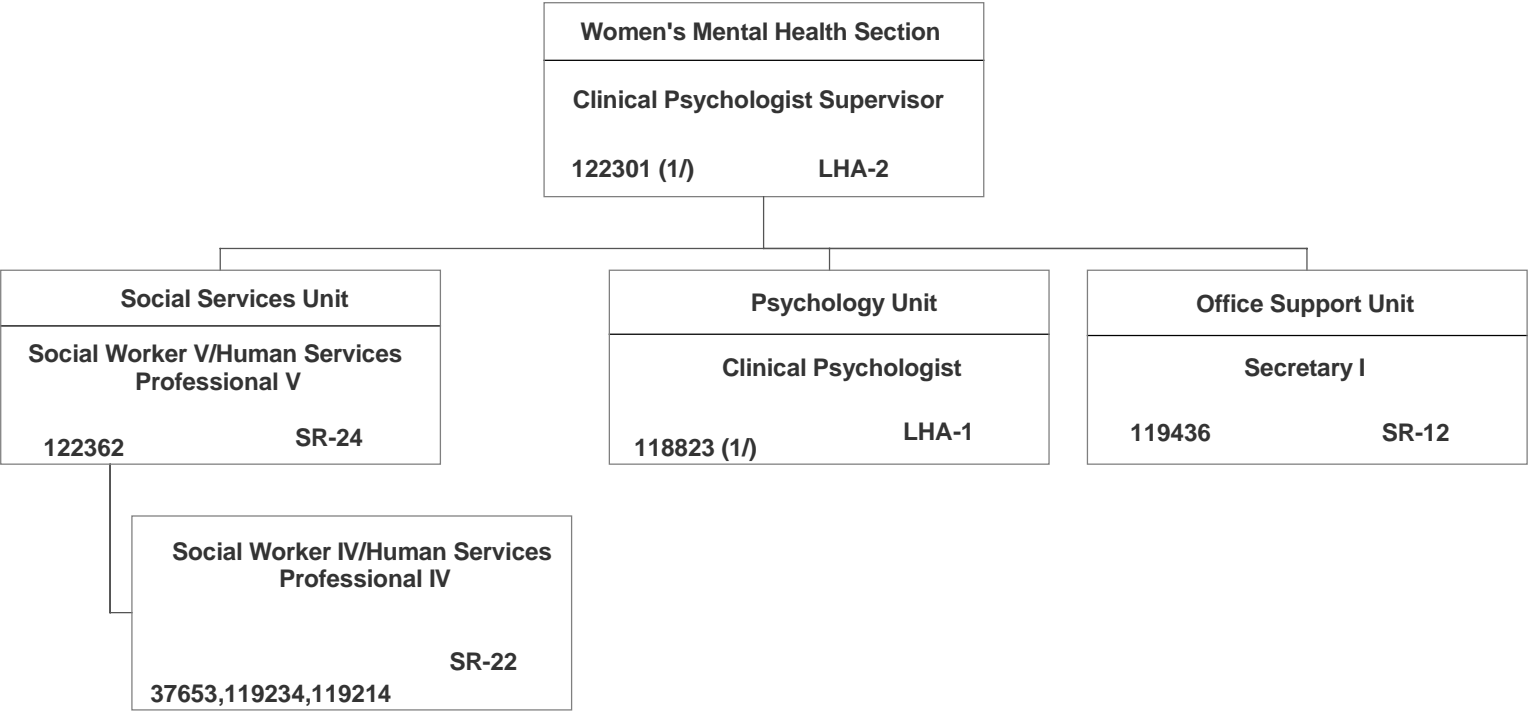 Women's Mental Health Section
Clinical Psychologist Supervisor
122301 (1/) LHA-2
Social Services Unit
Social Worker V/Human Services
Professional V
122362 SR-24
Social Worker IV/Human Services
Professional IV
SR-22
37653,119234,119214
Psychology Unit
Clinical Psychologist
118823 (1/) LHA-1
Office Support Unit
Secretary I
119436 SR-12